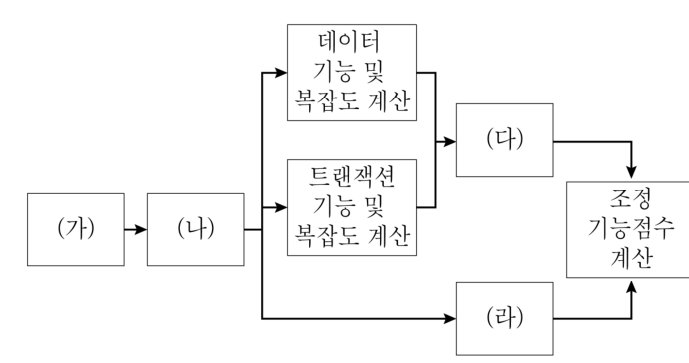 데이터
기능 및
복잡도 계산
(다)
트랜잭션
기능 및
복잡도 계산
조정
기능점수
계산
(가)
(나)
(라)